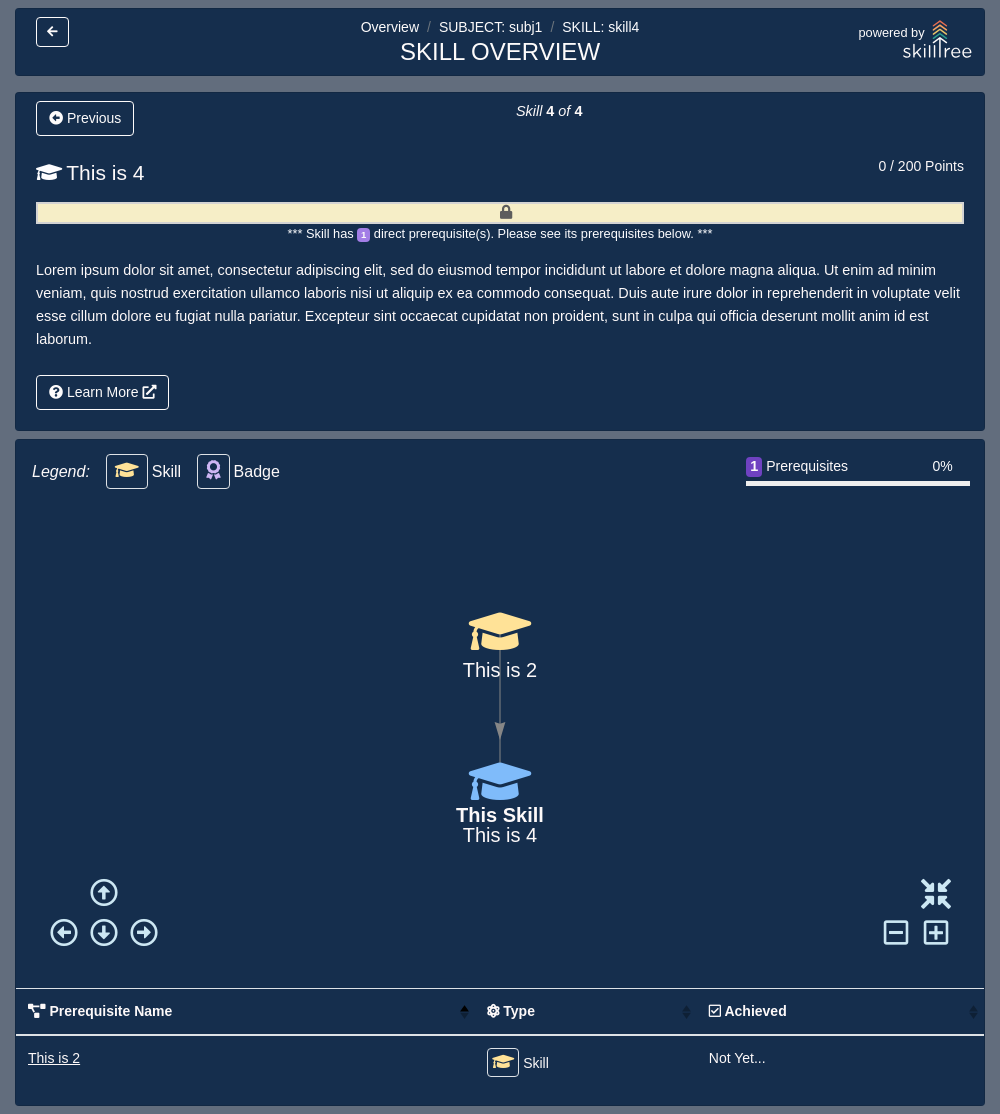 Overview / SUBJECT: subj1 / SKILL: skill4
SKILL OVERVIEW
powered by
skilltree
Previous
Skill 4 of 4
This is 4
0 / 200 Points
*** Skill has 1 direct prerequisite(s). Please see its prerequisites below. ***
Lorem ipsum dolor sit amet, consectetur adipiscing elit, sed do eiusmod tempor incididunt ut labore et dolore magna aliqua. Ut enim ad minim
veniam, quis nostrud exercitation ullamco laboris nisi ut aliquip ex ea commodo consequat. Duis aute irure dolor in reprehenderit in voluptate velit
esse cillum dolore eu fugiat nulla pariatur. Excepteur sint occaecat cupidatat non proident, sunt in culpa qui officia deserunt mollit anim id est
laborum.
Learn More
Legend: Skill Badge
1 Prerequisites 0%
This is 2
This Skill
This is 4
Prerequisite Name Type Achieved
This is 2 Skill Not Yet...